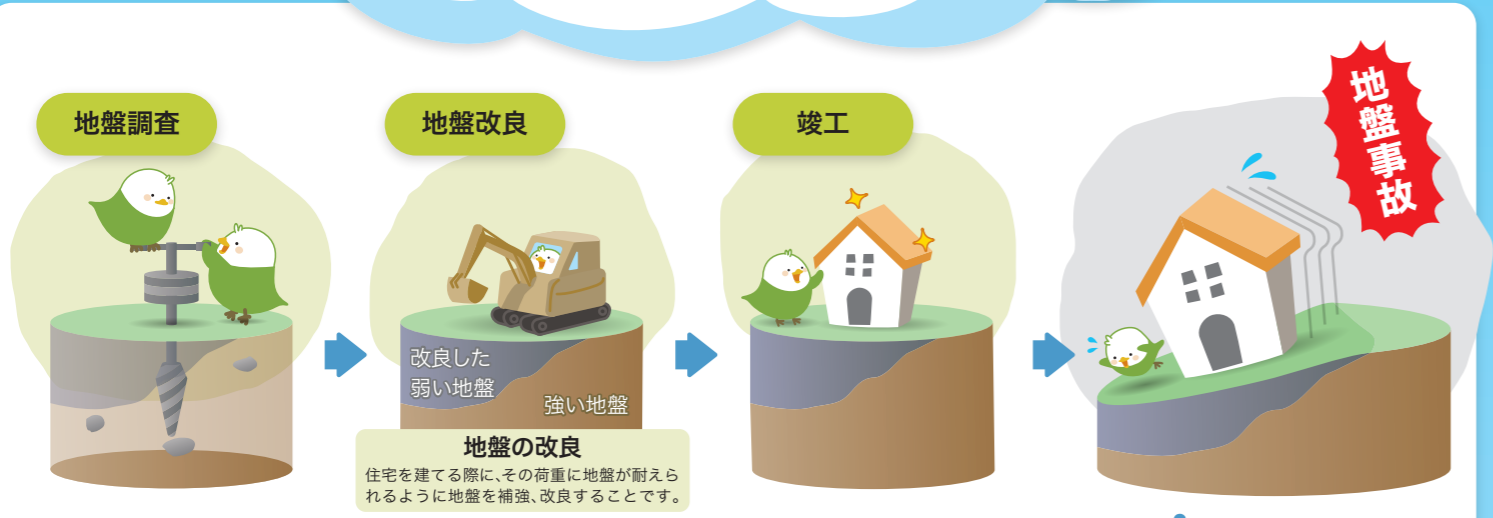 地盤調査
地盤改良
竣工
地盤事故
改良した
弱い地盤
強い地盤
地盤の改良
住宅を建てる際に、その荷重に地盤が耐えら
れるように地盤を補強、改良することです。